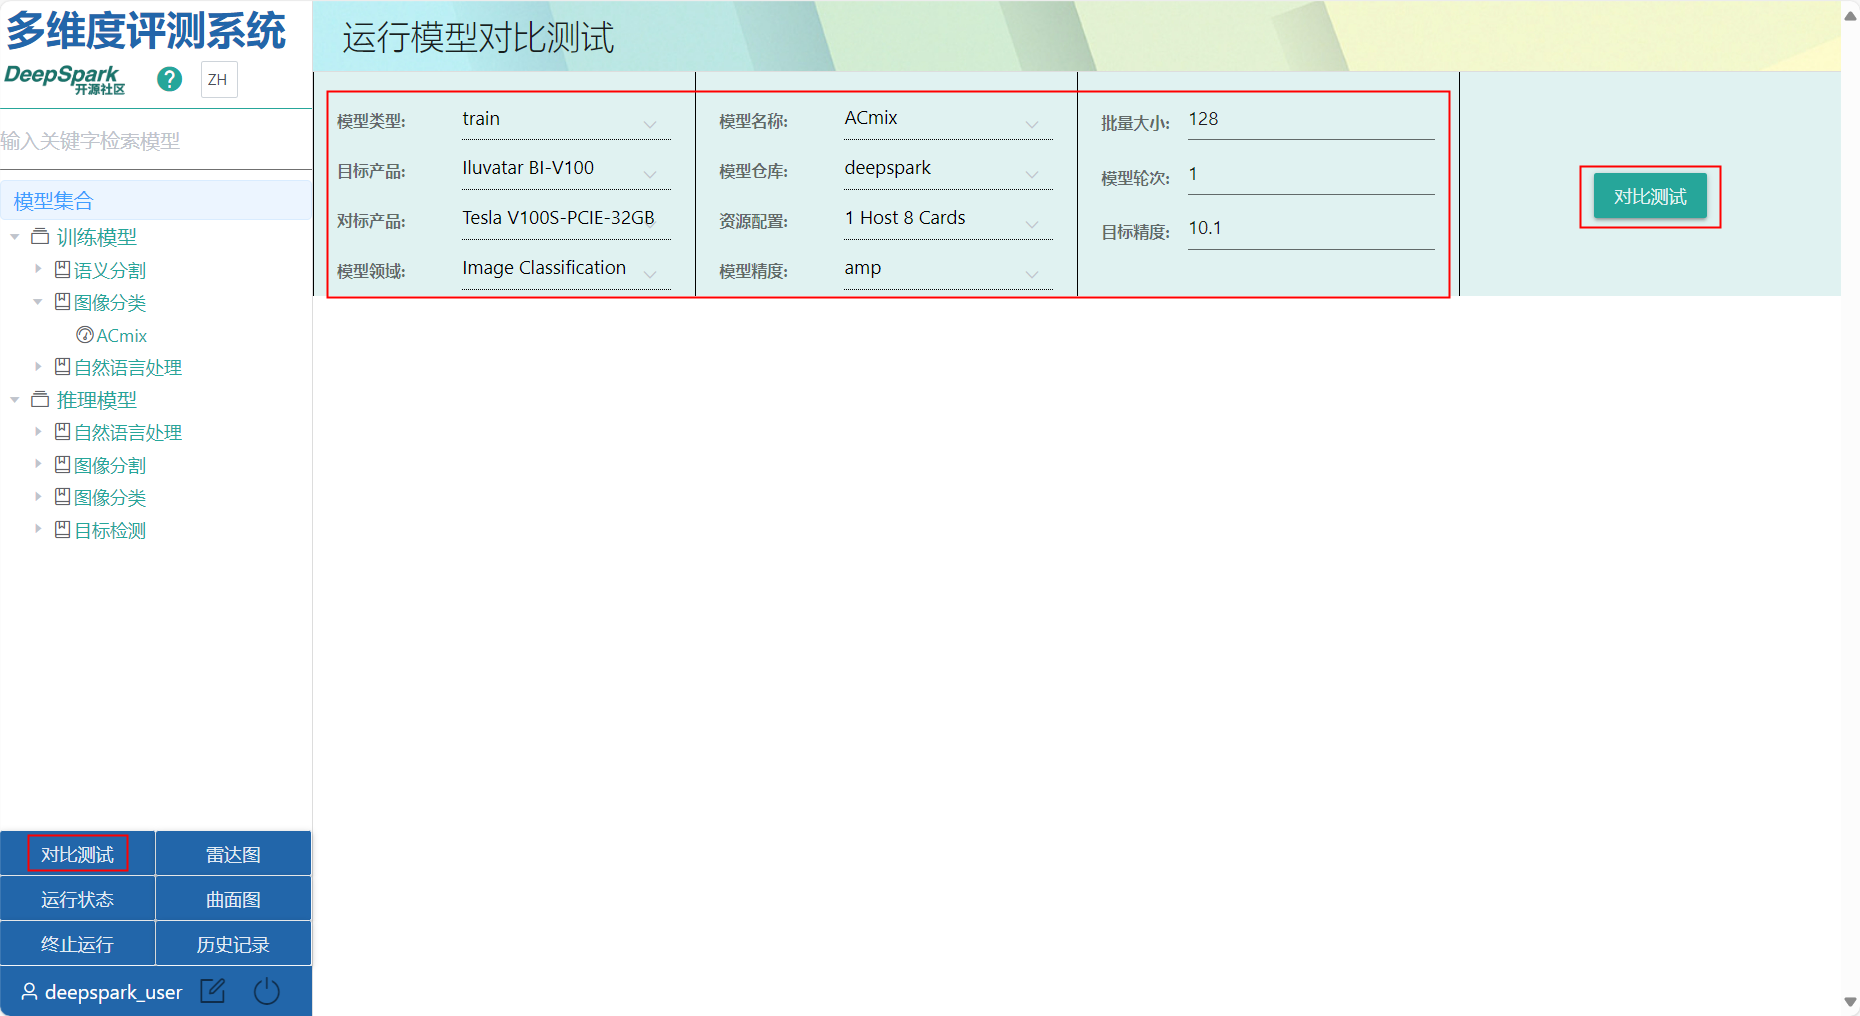 多维度评测系统
DeepSpark
开源社区
?
ZH
输入关键字检索模型
模型集合
训练模型
语义分割
图像分类
ACmix
自然语言处理
推理模型
自然语言处理
图像分割
图像分类
目标检测
对比测试 雷达图
运行状态 曲面图
终止运行 历史记录
deepspark_user
运行模型对比测试
模型类型: train
目标产品: Iluvatar BI-V100
对标产品: Tesla V100S-PCIE-32GB
模型领域: Image Classification
模型名称: ACmix
模型仓库: deepspark
资源配置: 1 Host 8 Cards
模型精度: amp
批量大小: 128
模型轮次: 1
目标精度: 10.1
对比测试